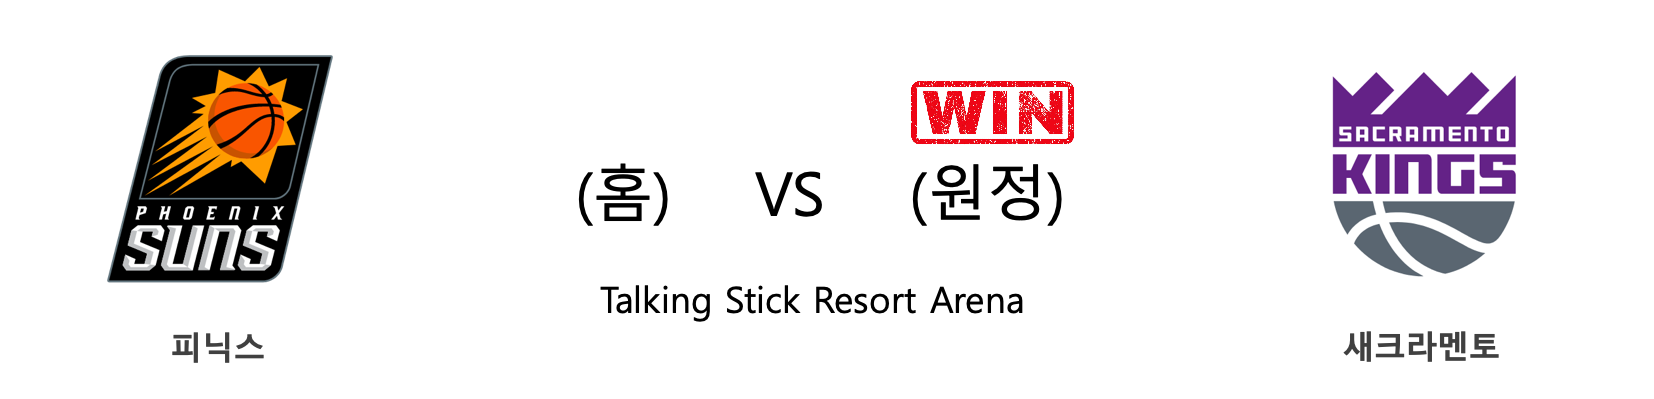 PHOENIX
SUNS
피닉스
WIN
(홈) VS (원정)
Talking Stick Resort Arena
SACRAMENTO
KINGS
새크라멘토